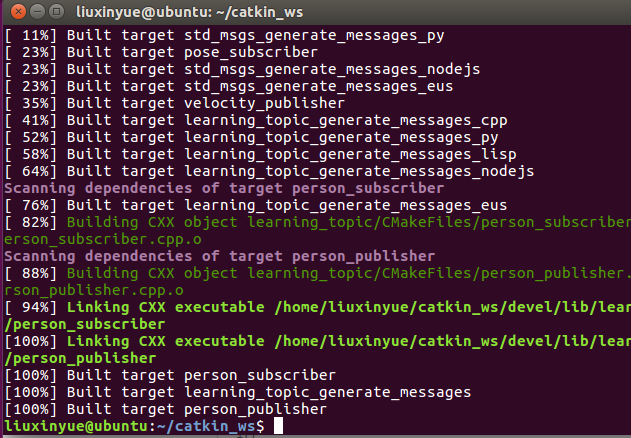 liuxinyue@ubuntu: ~/catkin_ws
[ 11%] Built target std_msgs_generate_messages_py
[ 23%] Built target pose_subscriber
[ 23%] Built target std_msgs_generate_messages_nodejs
[ 23%] Built target std_msgs_generate_messages_eus
[ 35%] Built target velocity_publisher
[ 41%] Built target learning_topic_generate_messages_cpp
[ 52%] Built target learning_topic_generate_messages_py
[ 58%] Built target learning_topic_generate_messages_lisp
[ 64%] Built target learning_topic_generate_messages_nodejs
Scanning dependencies of target person_subscriber
[ 76%] Built target learning_topic_generate_messages_eus
[ 82%] Building CXX object learning_topic/CMakeFiles/person_subscriber
erson_subscriber.cpp.o
Scanning dependencies of target person_publisher
[ 88%] Building CXX object learning_topic/CMakeFiles/person_publisher.
rson_publisher.cpp.o
[ 94%] Linking CXX executable /home/liuxinyue/catkin_ws/devel/lib/lear
/person_subscriber
[100%] Linking CXX executable /home/liuxinyue/catkin_ws/devel/lib/lear
/person_publisher
[100%] Built target person_subscriber
[100%] Built target learning_topic_generate_messages
[100%] Built target person_publisher
liuxinyue@ubuntu:~/catkin_ws$